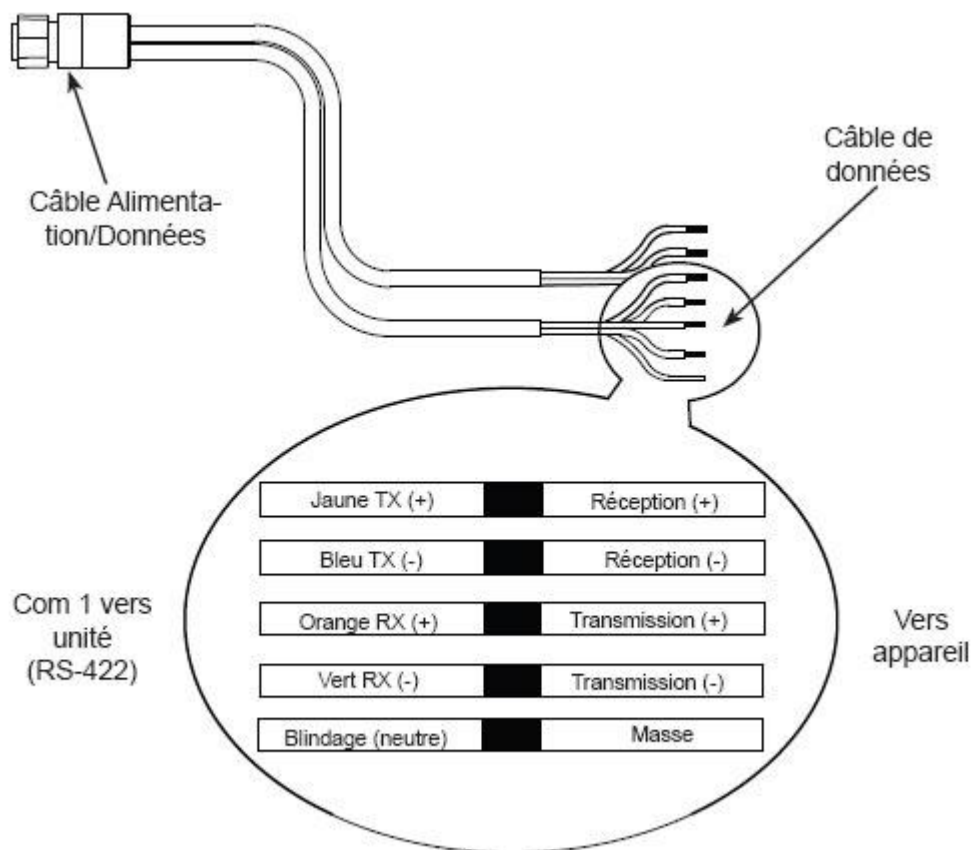 Câble Alimenta-
tion/Données
Câble de
données
Com 1 vers
unité
(RS-422)
Jaune TX (+)
Réception (+)
Bleu TX (-)
Réception (-)
Orange RX (+)
Transmission (+)
Vert RX (-)
Transmission (-)
Blindage (neutre)
Masse
Vers
appareil